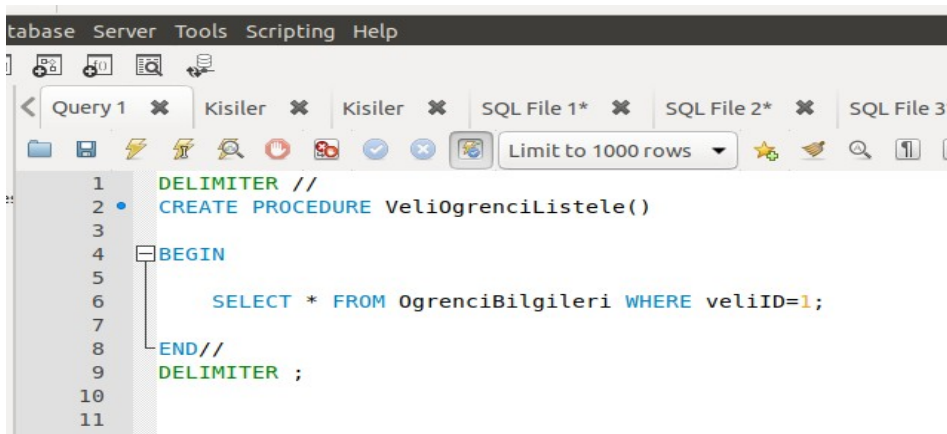 tabase Server Tools Scripting Help
Query 1 Kisiler Kisiler SQL File 1* SQL File 2* SQL File 3
Limit to 1000 rows
1 DELIMITER //
2 CREATE PROCEDURE VeliOgrenciListele()
3
4 BEGIN
5
6 SELECT * FROM OgrenciBilgileri WHERE veliID=1;
7
8 END//
9 DELIMITER ;
10
11